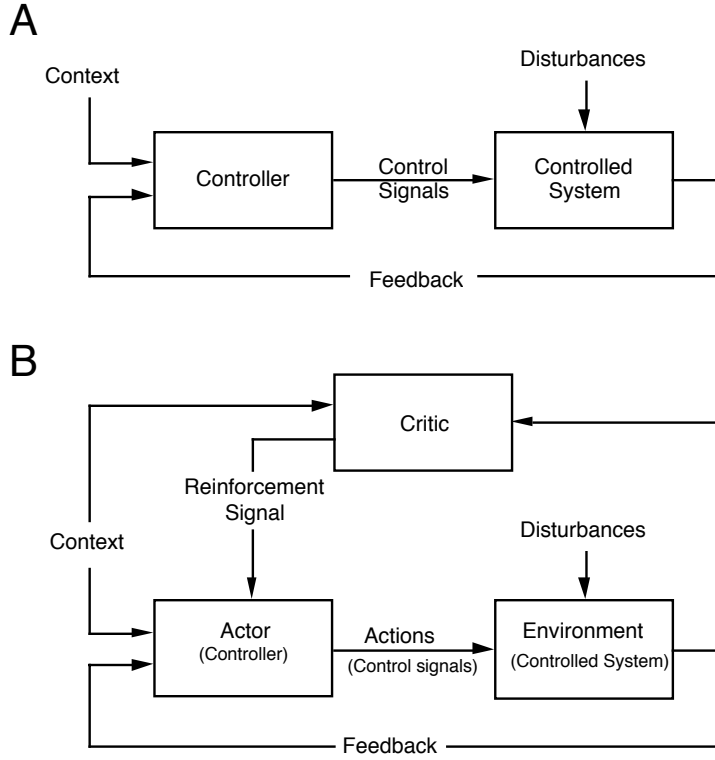 A
Context
Disturbances
Controller
Control
Signals
Controlled
System
Feedback
B
Critic
Reinforcement
Signal
Context
Disturbances
Actor
(Controller)
Actions
(Control signals)
Environment
(Controlled System)
Feedback